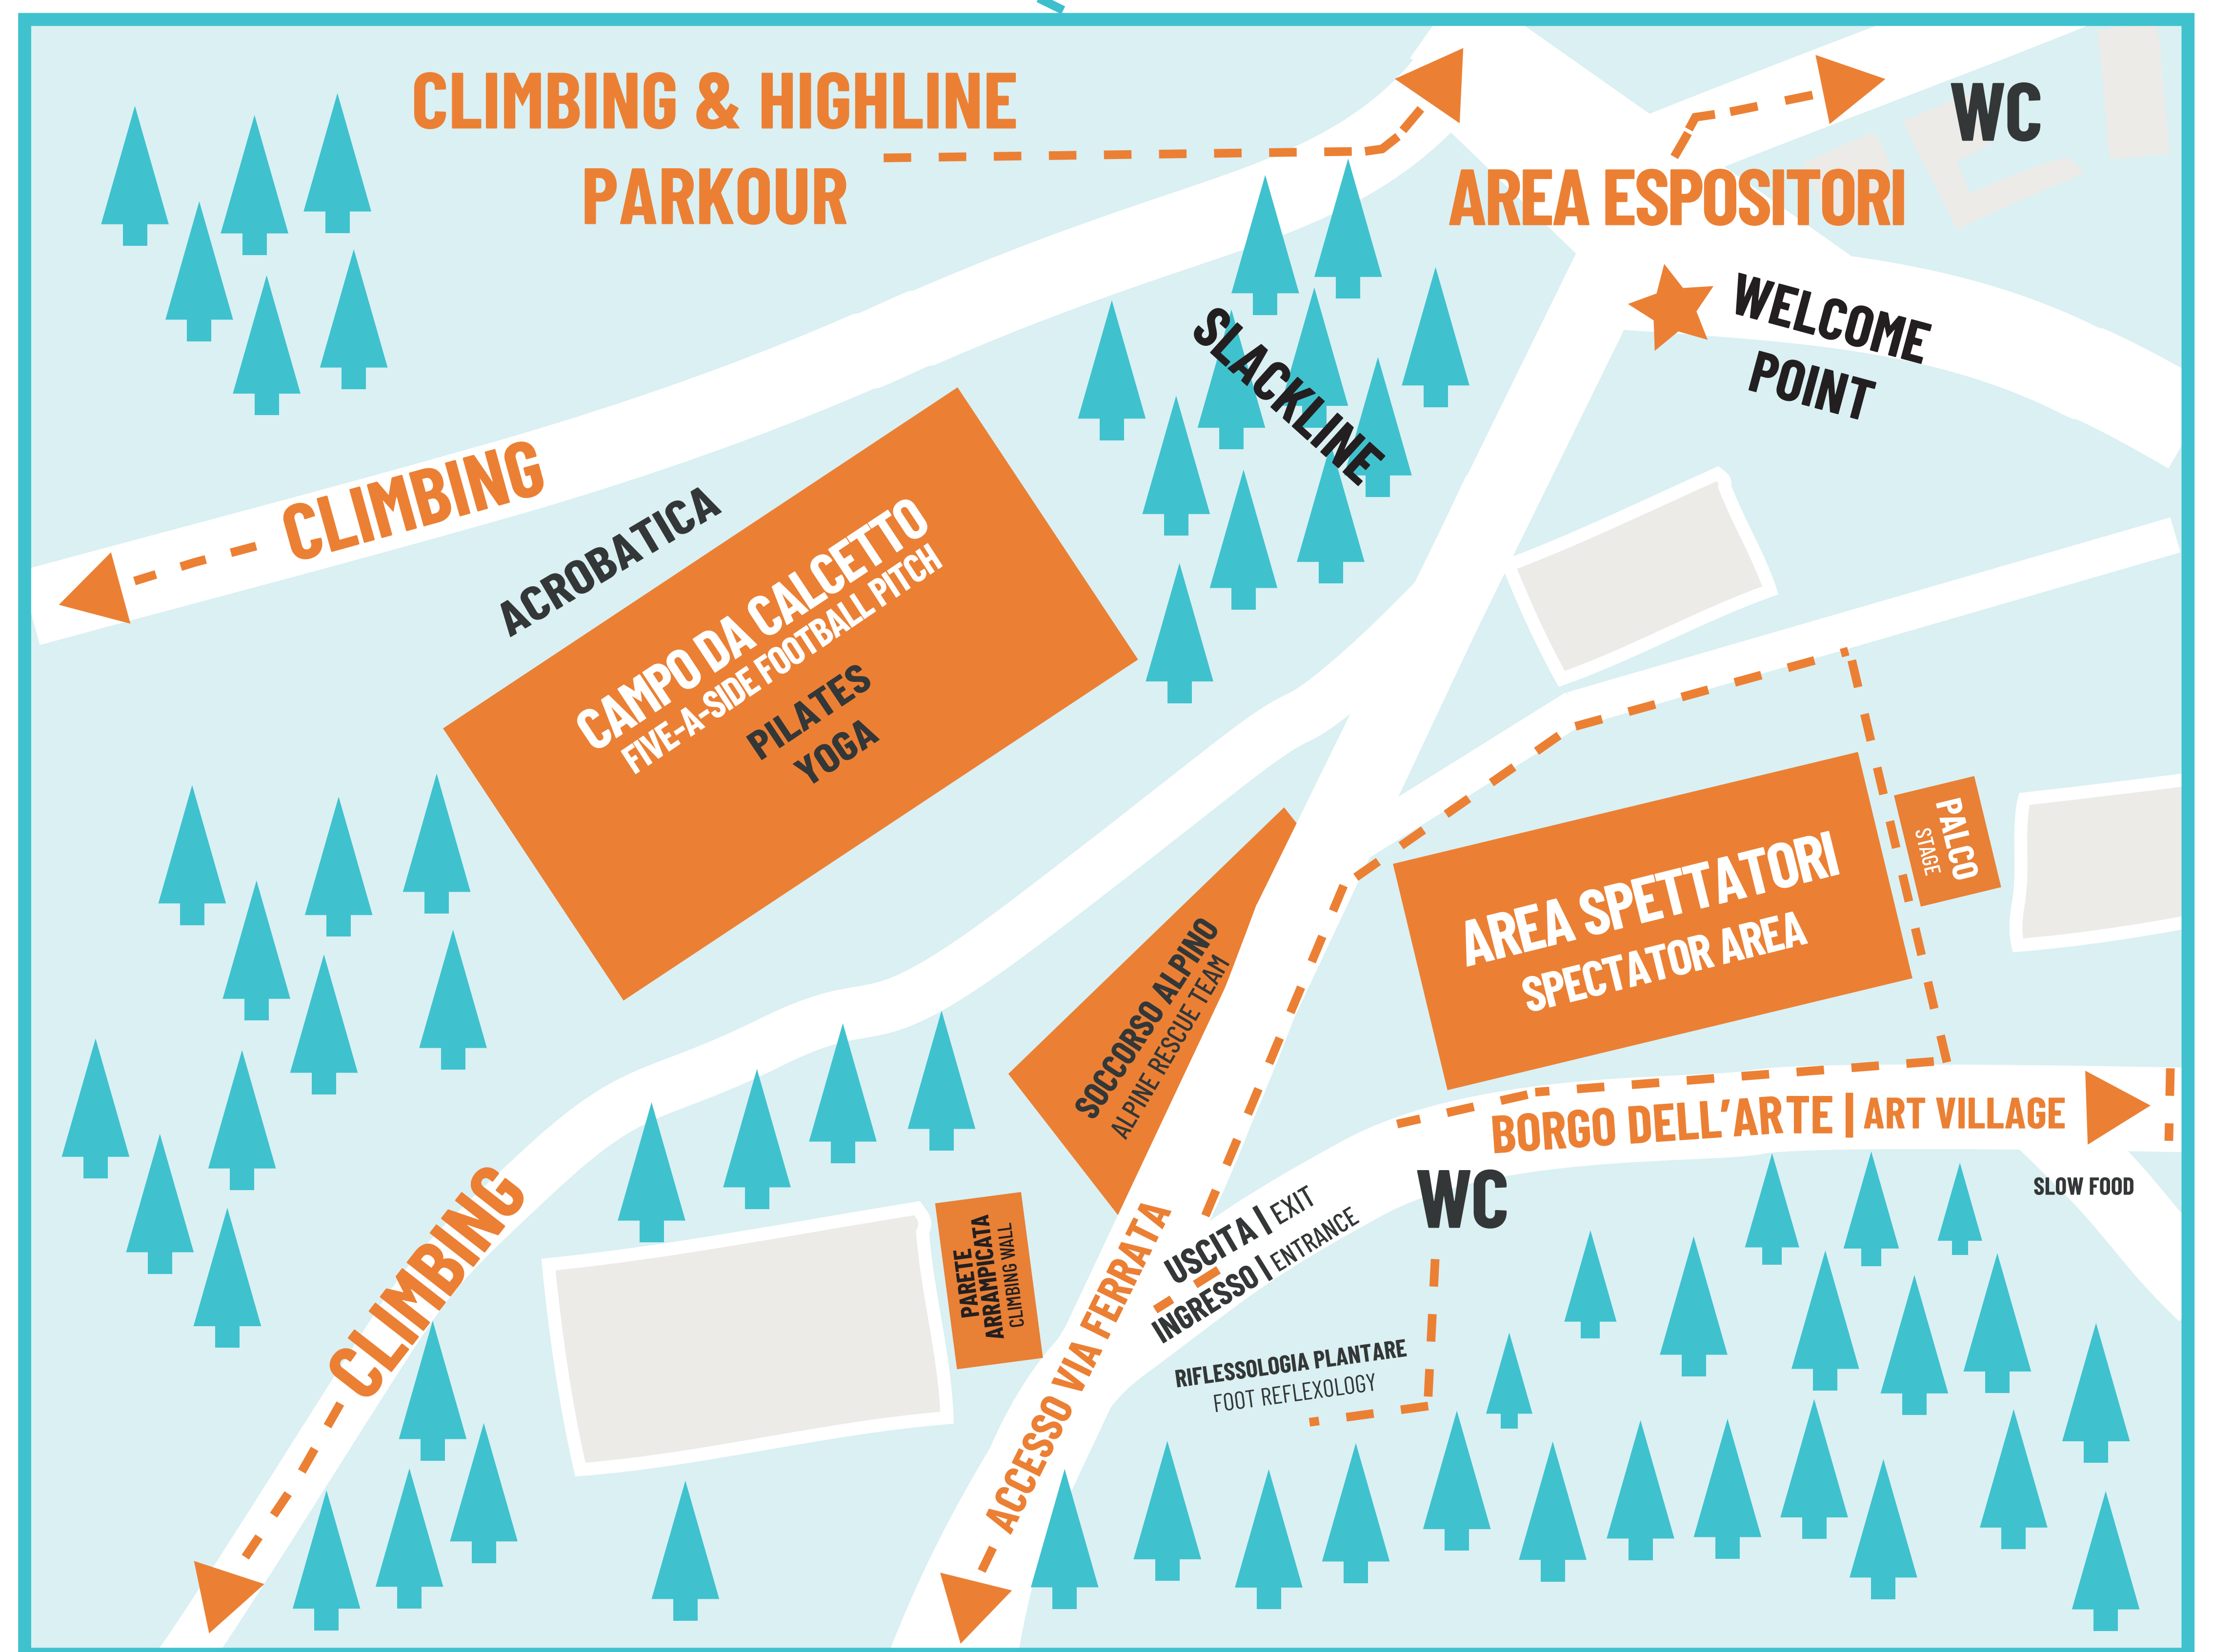 CLIMBING & HIGHLINE
PARKOUR
WC
AREA ESPOSITORI
WELCOME
POINT
SLACKLINE
CLIMBING
ACROBATICA
CAMPO DA CALCETTO
FIVE-A-SIDE FOOTBALL PITCH
PILATES
YOGA
PALCO
STAGE
AREA SPETTATORI
SPECTATOR AREA
SOCCORSO ALPINO
ALPINE RESCUE TEAM
BORGO DELL'ARTE | ART VILLAGE
SLOW FOOD
WC
USCITA | EXIT
INGRESSO | ENTRANCE
PARETE
ARRAMPICATA
CLIMBING WALL
CLIMBING
ACCESSO VIA FERRATA
RIFLESSOLOGIA PLANTARE
FOOT REFLEXOLOGY